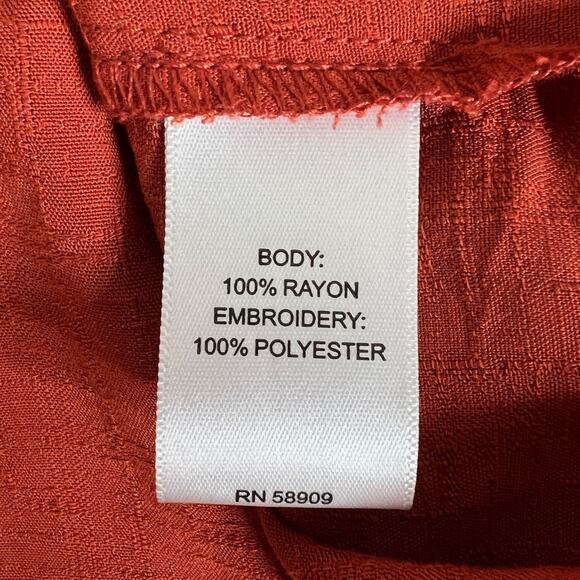 BODY:
100% RAYON
EMBROIDERY:
100% POLYESTER
RN 58909